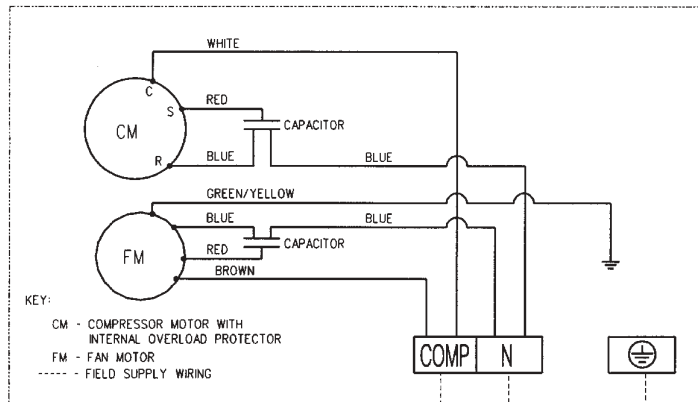 WHITE
C
RED
S
CM
CAPACITOR
R
BLUE
BLUE
GREEN/YELLOW
BLUE
BLUE
FM
RED
CAPACITOR
BROWN
KEY:
CM - COMPRESSOR MOTOR WITH
INTERNAL OVERLOAD PROTECTOR
FM - FAN MOTOR
----- - FIELD SUPPLY WIRING
COMP
N